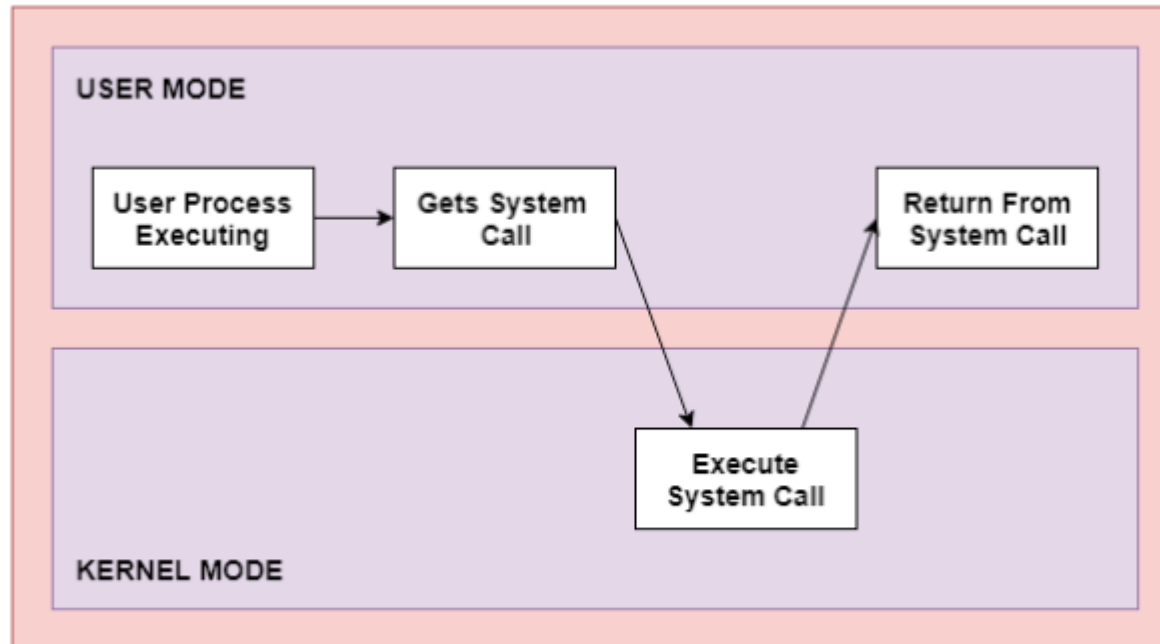 USER MODE
User Process
Executing
Gets System
Call
Return From
System Call
Execute
System Call
KERNEL MODE